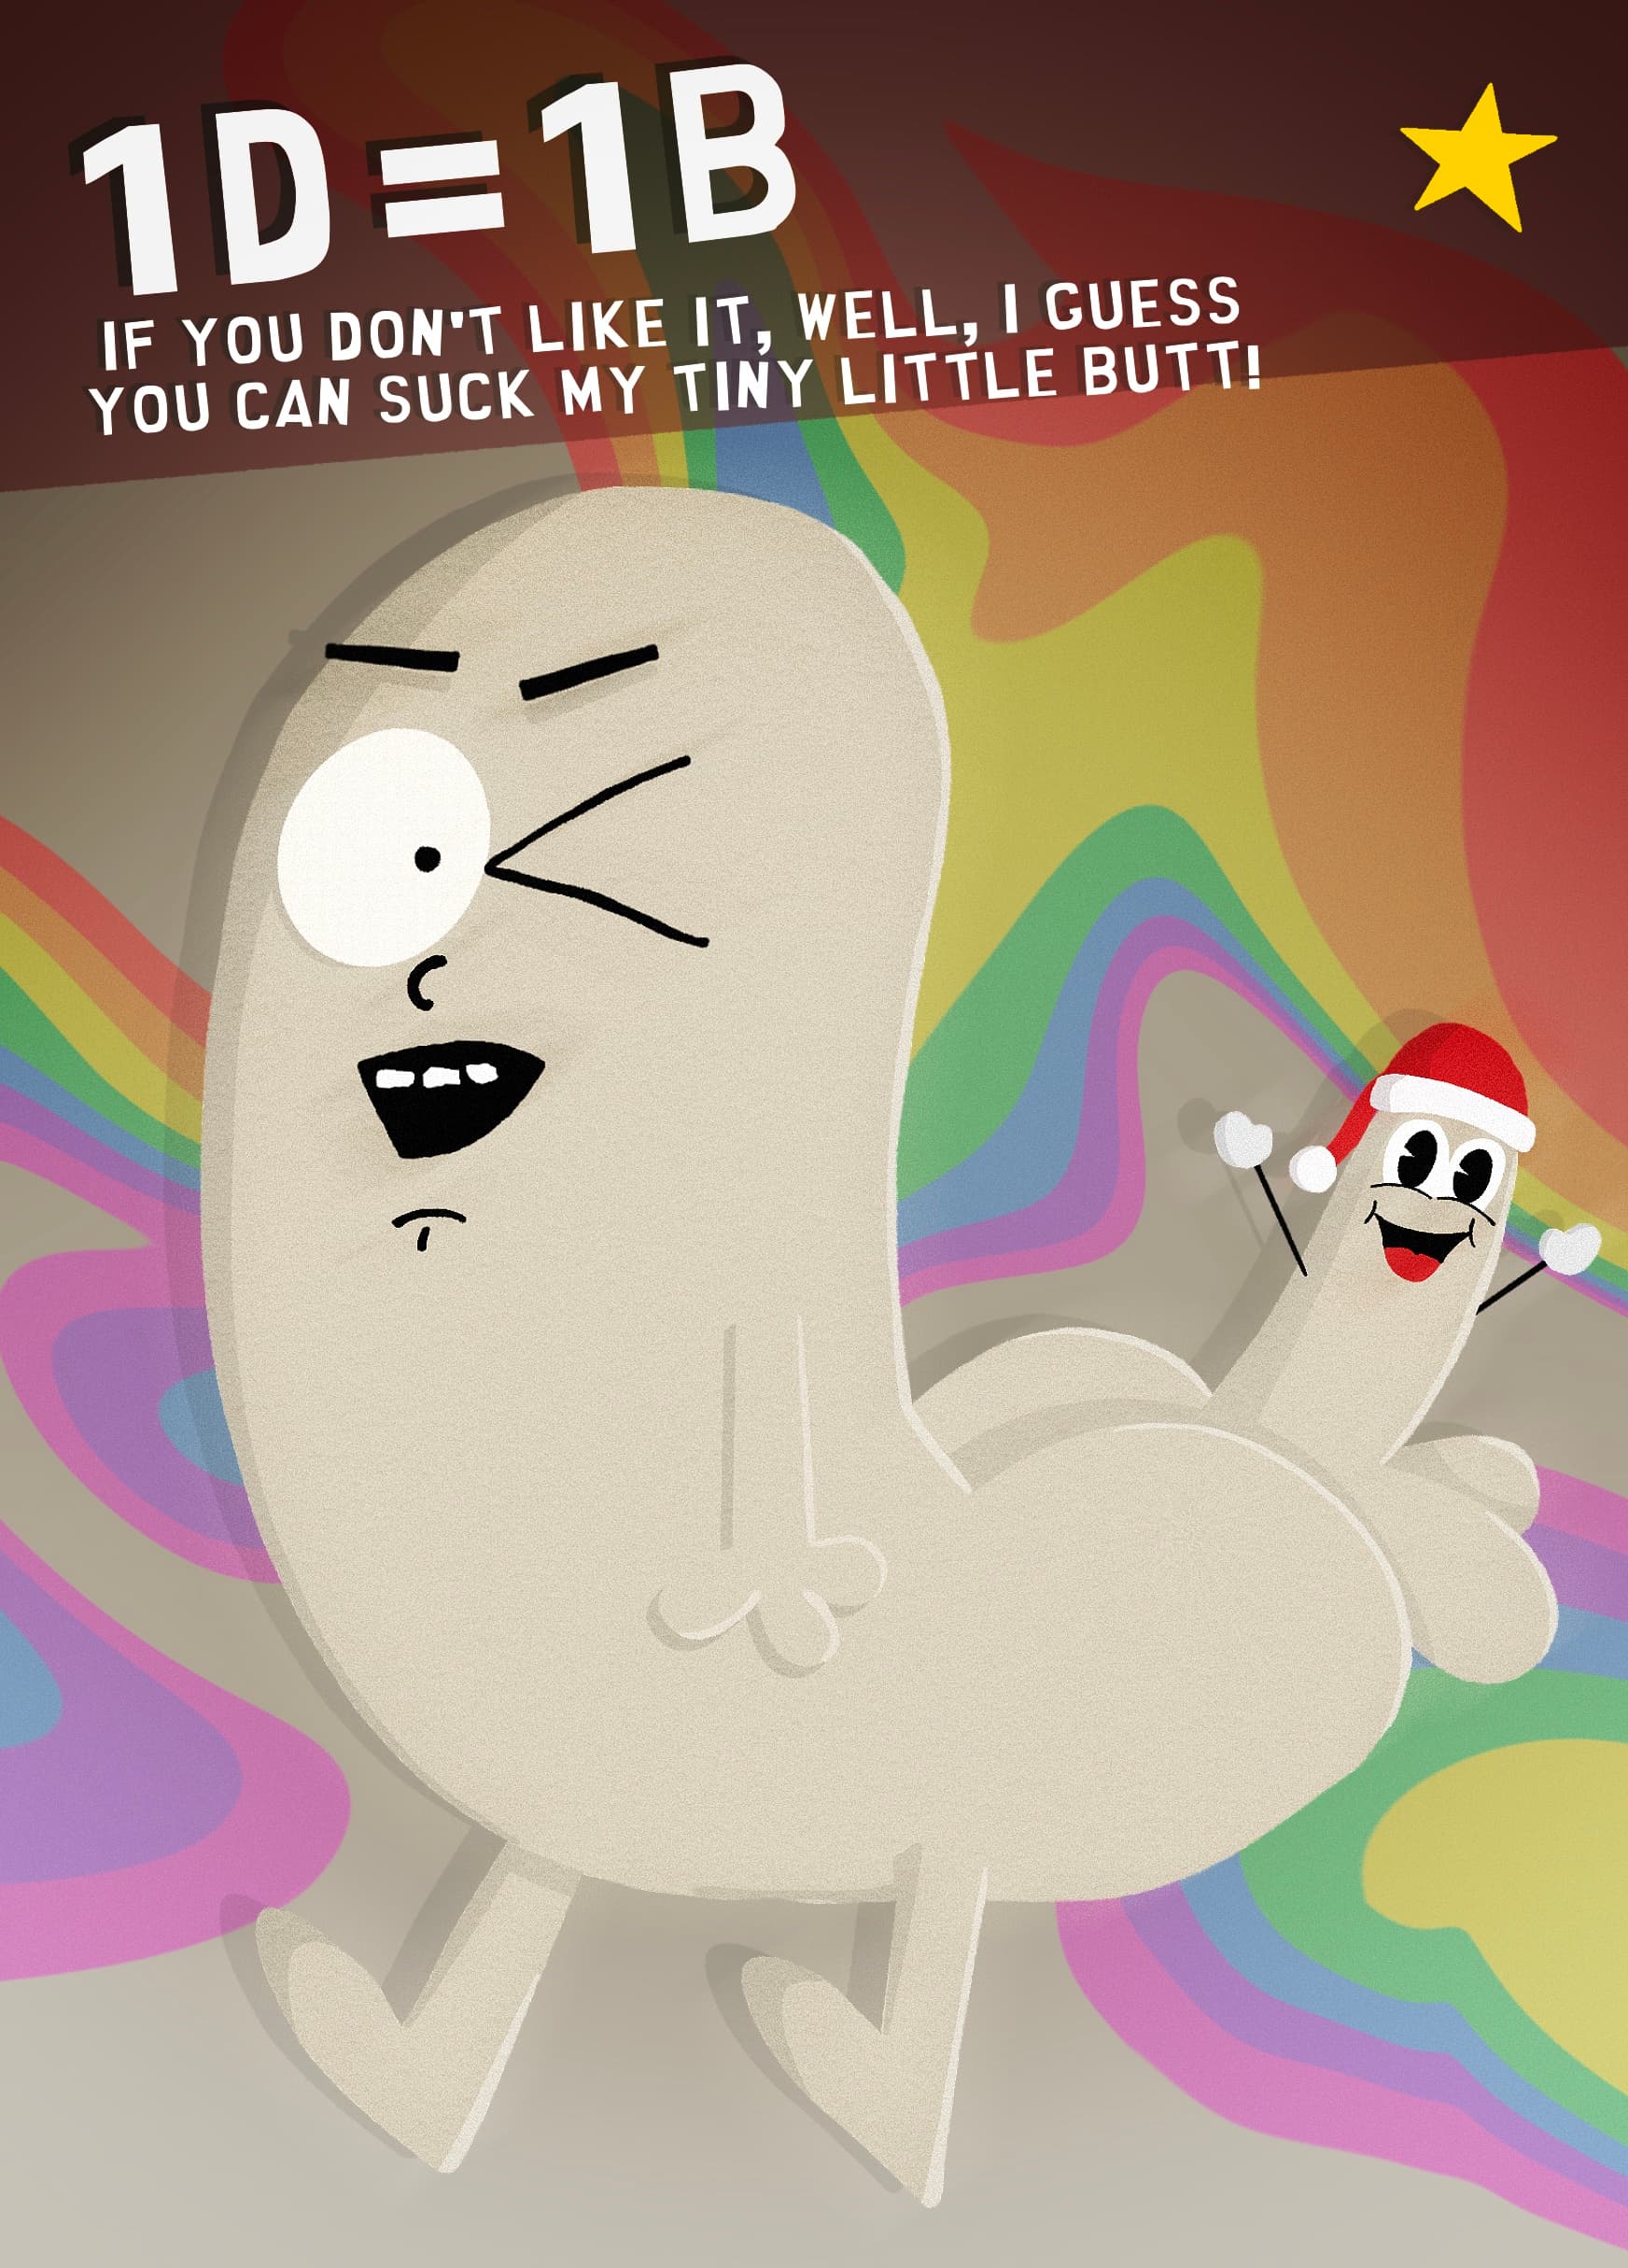 1D=1B
IF YOU DON'T LIKE IT, WELL, I GUESS
YOU CAN SUCK MY TINY LITTLE BUTT!